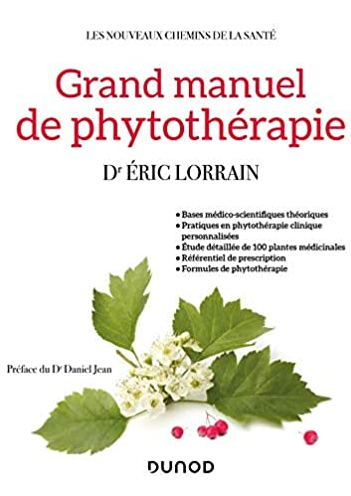 LES NOUVEAUX CHEMINS DE LA SANTÉ
Grand manuel
de phytothérapie
Dr ÉRIC LORRAIN
• Bases médico-scientifiques théoriques
• Pratiques en phytothérapie clinique
personnalisées
• Étude détaillée de 100 plantes médicinales
• Référentiel de prescription
• Formules de phytothérapie
Préface du Dr Daniel Jean
DUNOD